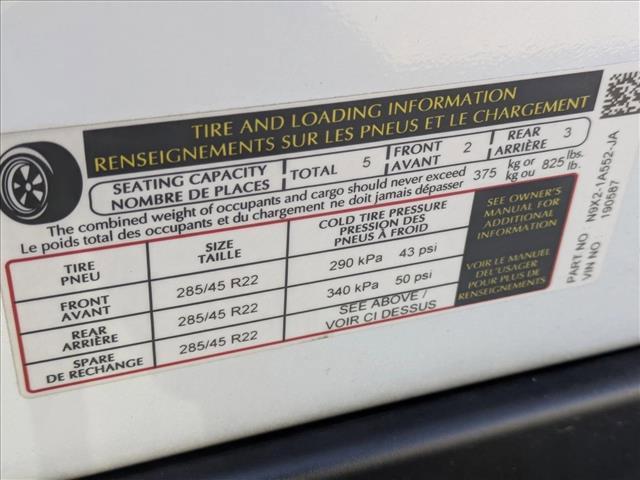 TIRE AND LOADING INFORMATION
RENSEIGNEMENTS SUR LES PNEUS ET LE CHARGEMENT
SEATING CAPACITY
NOMBRE DE PLACES
TOTAL 5
FRONT
AVANT 2
REAR
ARRIÈRE 3
The combined weight of occupants and cargo should never exceed
Le poids total des occupants et du chargement ne doit jamais dépasser
375 kg or
kg ou 825 lbs.
lb.
TIRE
PNEU
SIZE
TAILLE
COLD TIRE PRESSURE
PRESSION DES
PNEUS À FROID
FRONT
AVANT
285/45 R22
290 kPa 43 psi
REAR
ARRIÈRE
285/45 R22
340 kPa 50 psi
SPARE
DE RECHANGE
285/45 R22
SEE ABOVE /
VOIR CI DESSUS
SEE OWNER'S
MANUAL FOR
ADDITIONAL
INFORMATION
VOIR LE MANUEL
DE L'USAGER
POUR PLUS DE
RENSEIGNEMENTS
PART NO : N9X2-1A552-JA
VIN NO : 190587